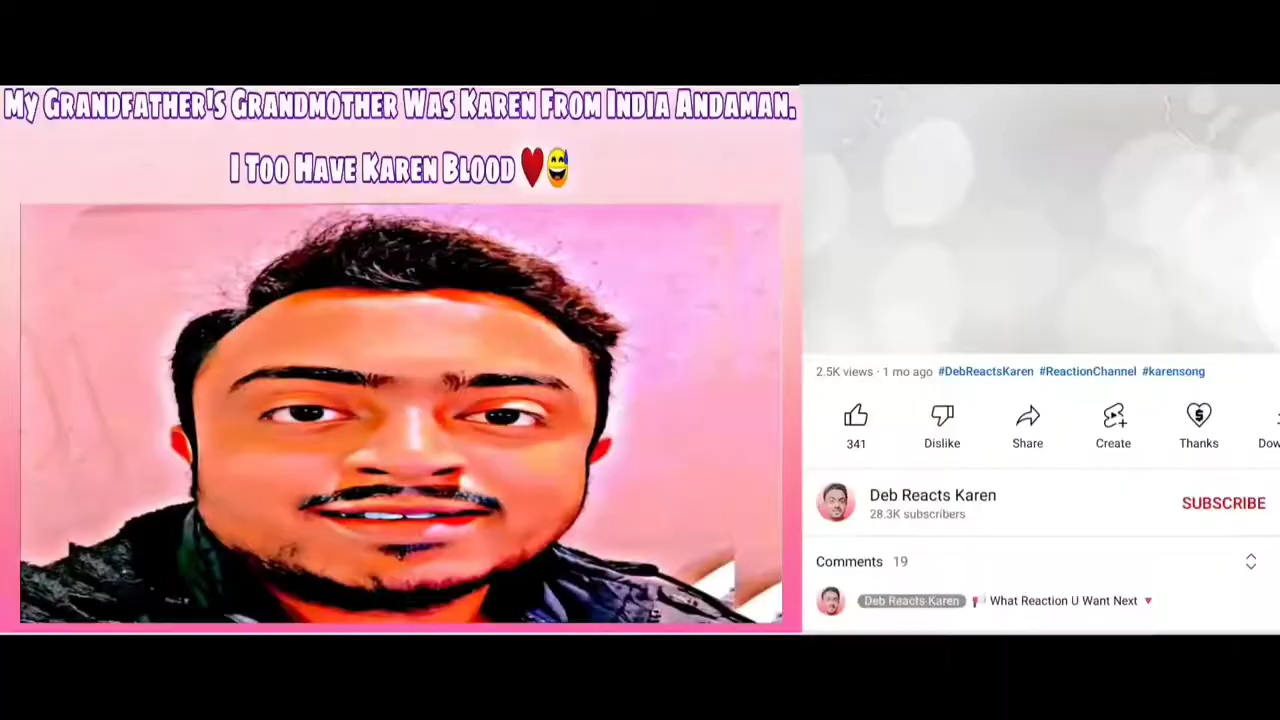 My Grandfather's Grandmother Was Karen From India Andaman.
I Too Have Karen Blood ❤️😅
2.5K views · 1 mo ago #DebReactsKaren #ReactionChannel #karensong
341 Dislike Share Create Thanks Dow
Deb Reacts Karen
28.3K subscribers
SUBSCRIBE
Comments 19
Deb Reacts Karen What Reaction U Want Next